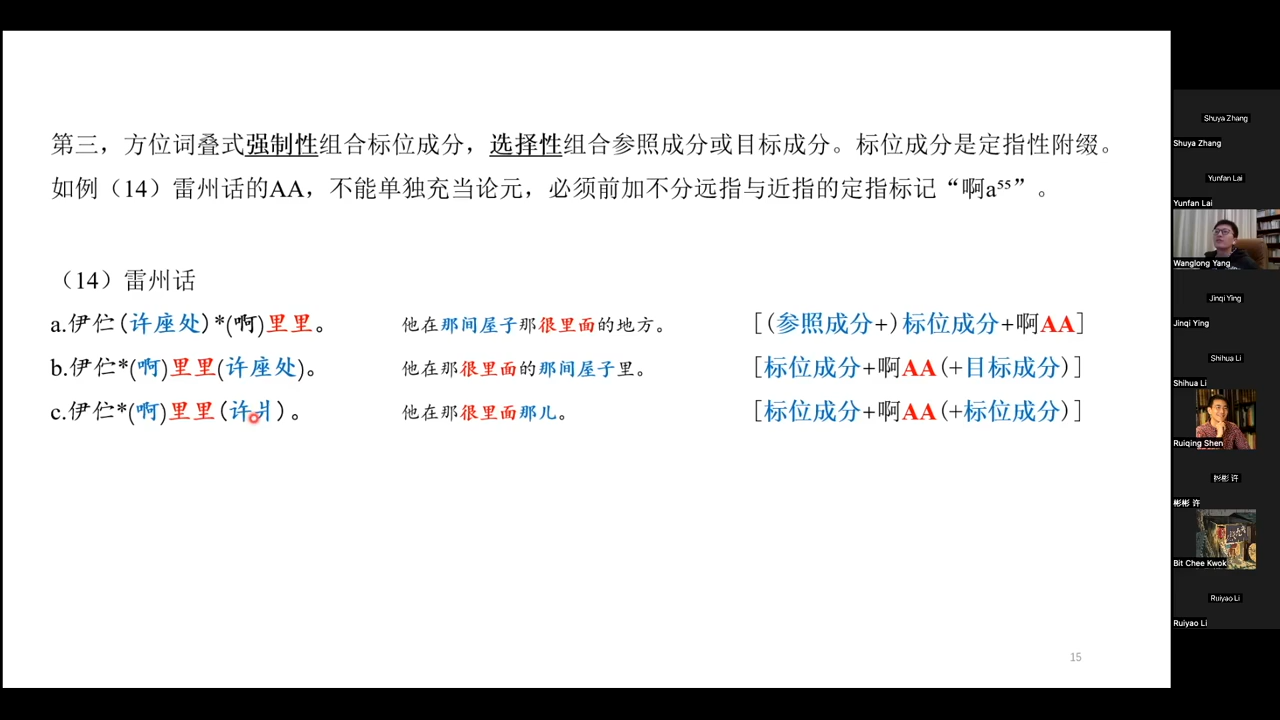 第三，方位词叠式强制性组合标位成分，选择性组合参照成分或目标成分。标位成分是定指性附缀。
如例（14）雷州话的AA，不能单独充当论元，必须前加不分远指与近指的定指标记“啊a⁵⁵”。
（14）雷州话
a.伊伫(许座处)*(啊)里里。 他在那间屋子那很里面的地方。 [(参照成分+)标位成分+啊AA]
b.伊伫*(啊)里里(许座处)。 他在那很里面的那间屋子里。 [标位成分+啊AA(+目标成分)]
c.伊伫*(啊)里里(许爿)。 他在那很里面那儿。 [标位成分+啊AA(+标位成分)]
15
Shuya Zhang
Shuya Zhang
Yunfan Lai
Yunfan Lai
Wanglong Yang
Jinqi Ying
Jinqi Ying
Shihua Li
Shihua Li
Ruiqing Shen
彬彬 许
彬彬 许
Bit Chee Kwok
Ruiyao Li
Ruiyao Li